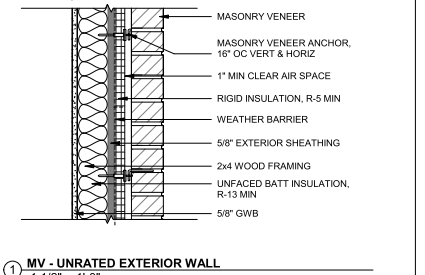 MASONRY VENEER
MASONRY VENEER ANCHOR,
16" OC VERT & HORIZ
1" MIN CLEAR AIR SPACE
RIGID INSULATION, R-5 MIN
WEATHER BARRIER
5/8" EXTERIOR SHEATHING
2x4 WOOD FRAMING
UNFACED BATT INSULATION,
R-13 MIN
5/8" GWB
1 MV - UNRATED EXTERIOR WALL